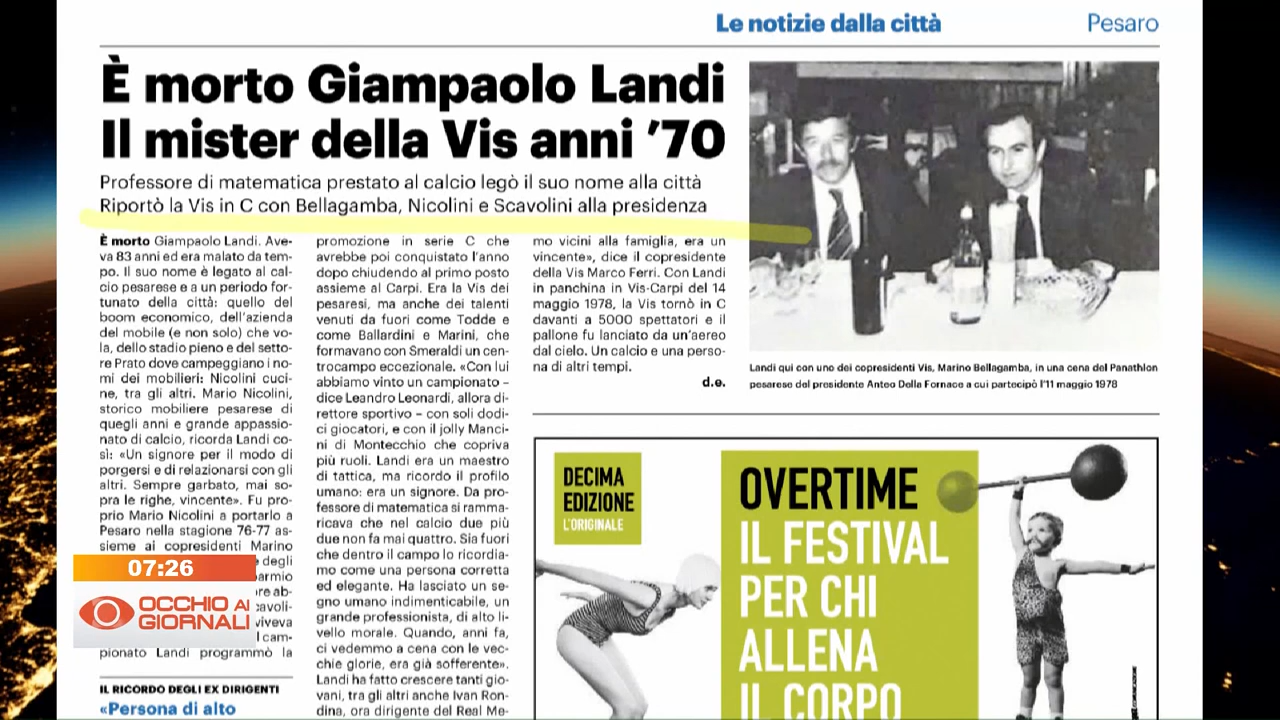 Le notizie dalla città
Pesaro
È morto Giampaolo Landi
Il mister della Vis anni ’70
Professore di matematica prestato al calcio legò il suo nome alla città
Riportò la Vis in C con Bellagamba, Nicolini e Scavolini alla presidenza
È morto Giampaolo Landi. Ave-
va 83 anni ed era malato da tem-
po. Il suo nome è legato al cal-
cio pesarese e a un periodo for-
tunato della città: quello del
boom economico, dell’azienda
del mobile (e non solo) che vo-
la, dello stadio pieno e del setto-
re Prato dove campeggiano i no-
mi dei mobilieri: Nicolini cuci-
ne, tra gli altri. Mario Nicolini,
storico mobiliere pesarese di
quegli anni e grande appassio-
nato di calcio, ricorda Landi co-
sì: «Un signore per il modo di
porgersi e di relazionarsi con gli
altri. Sempre garbato, mai so-
pra le righe, vincente». Fu pro-
prio Mario Nicolini a portarlo a
Pesaro nella stagione 76-77 as-
sieme ai copresidenti Marino
degli
armio
re ab-
cavoli-
viveva
l cam-
pionato Landi programmò la
IL RICORDO DEGLI EX DIRIGENTI
«Persona di alto
promozione in serie C che
avrebbe poi conquistato l’anno
dopo chiudendo al primo posto
assieme al Carpi. Era la Vis dei
pesaresi, ma anche dei talenti
venuti da fuori come Todde e
come Ballardini e Marini, che
formavano con Smeraldi un cen-
trocampo eccezionale. «Con lui
abbiamo vinto un campionato –
dice Leandro Leonardi, allora di-
rettore sportivo – con soli dodi-
ci giocatori, e con il jolly Manci-
ni di Montecchio che copriva
più ruoli. Landi era un maestro
di tattica, ma ricordo il profilo
umano: era un signore. Da pro-
fessore di matematica si ramma-
ricava che nel calcio due più
due non fa mai quattro. Sia fuori
che dentro il campo lo ricordia-
mo come una persona corretta
ed elegante. Ha lasciato un se-
gno umano indimenticabile, un
grande professionista, di alto li-
vello morale. Quando, anni fa,
ci vedemmo a cena con le vec-
chie glorie, era già sofferente».
Landi ha fatto crescere tanti gio-
vani, tra gli altri anche Ivan Ron-
dina, ora dirigente del Real Me-
mo vicini alla famiglia, era un
vincente», dice il copresidente
della Vis Marco Ferri. Con Landi
in panchina in Vis-Carpi del 14
maggio 1978, la Vis tornò in C
davanti a 5000 spettatori e il
pallone fu lanciato da un’aereo
dal cielo. Un calcio e una perso-
na di altri tempi.
d.e.
Landi qui con uno dei copresidenti Vis, Marino Bellagamba, in una cena del Panathlon
pesarese del presidente Anteo Della Fornace a cui partecipò l’11 maggio 1978
DECIMA
EDIZIONE
L’ORIGINALE
OVERTIME
IL FESTIVAL
PER CHI
ALLENA
IL CORPO
07:26
OCCHIO AI
GIORNALI